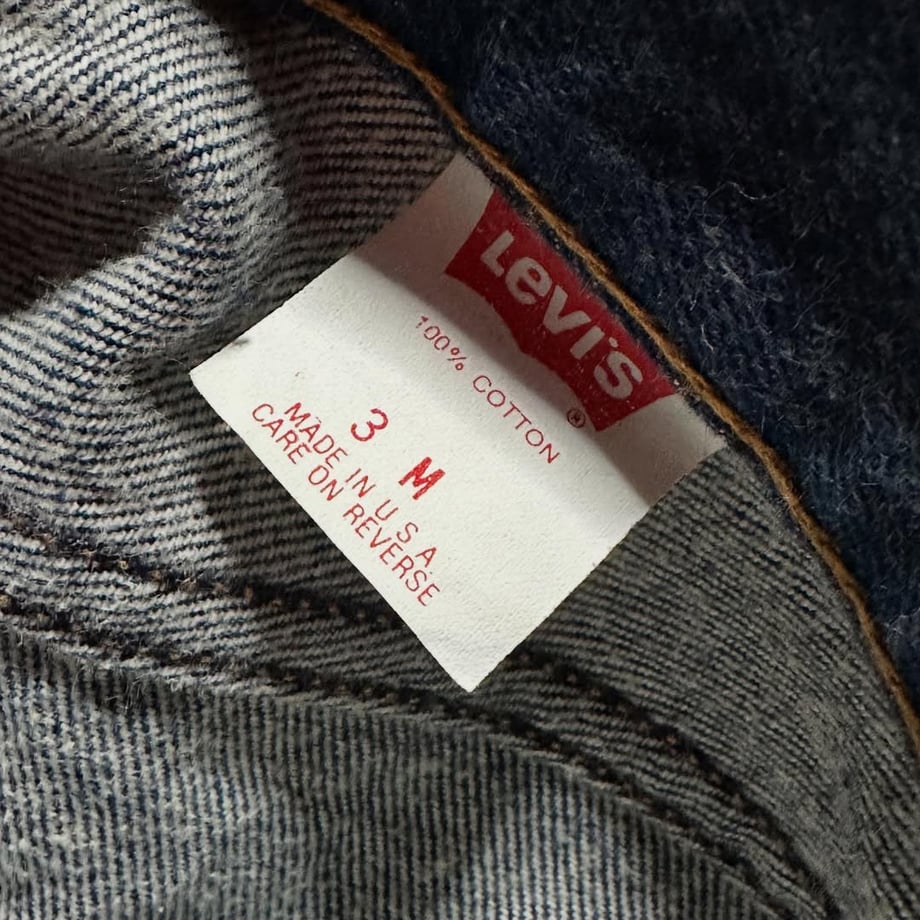 Levi's ®
100% COTTON
3 M
MADE IN U S A.
CARE ON REVERSE